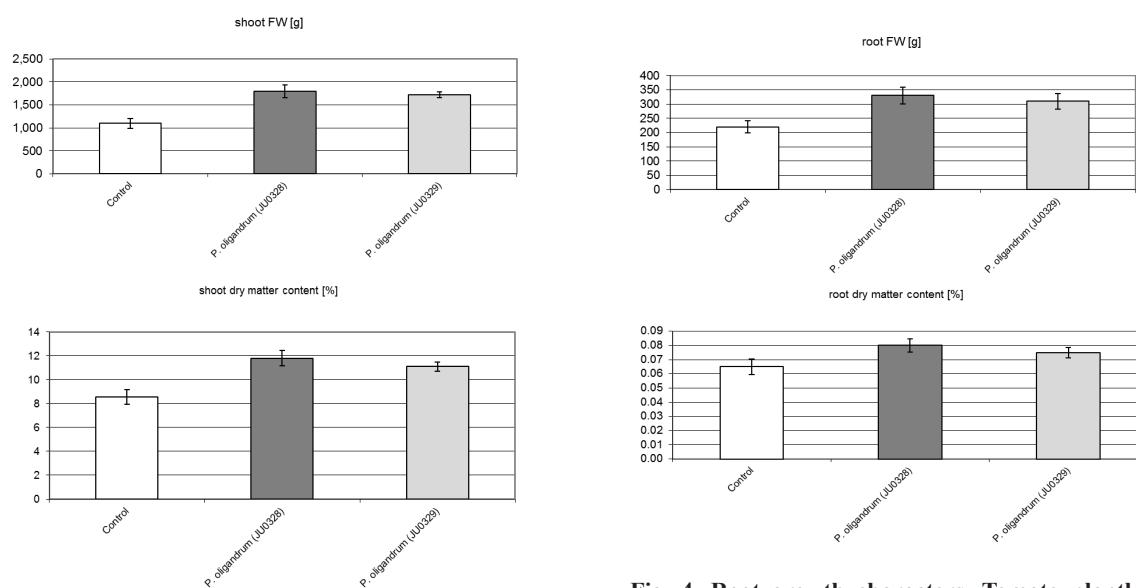 shoot FW [g]
2,500
2,000
1,500
1,000
500
0
Control
P. oligandrum (JU0328)
P. oligandrum (JU0329)
root FW [g]
400
350
300
250
200
150
100
50
0
Control
P. oligandrum (JU0328)
P. oligandrum (JU0329)
shoot dry matter content [%]
14
12
10
8
6
4
2
0
Control
P. oligandrum (JU0328)
P. oligandrum (JU0329)
root dry matter content [%]
0.09
0.08
0.07
0.06
0.05
0.04
0.03
0.02
0.01
0.00
Control
P. oligandrum (JU0328)
P. oligandrum (JU0329)